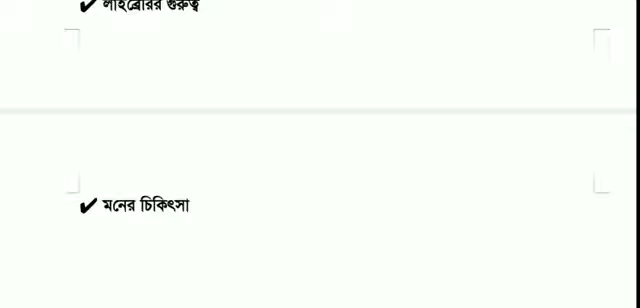 ✔ লাইব্রেরির গুরুত্ব
✔ মনের চিকিৎসা